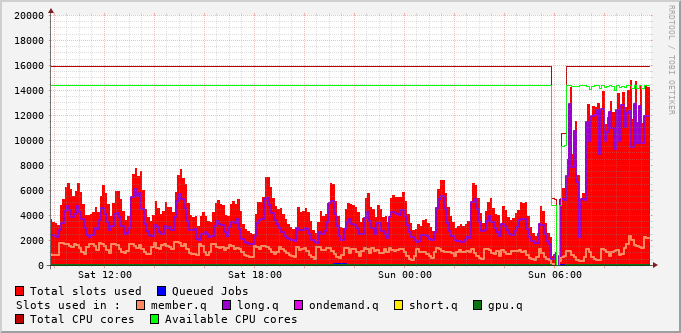 20000
18000
16000
14000
12000
10000
8000
6000
4000
2000
0
Sat 12:00 Sat 18:00 Sun 00:00 Sun 06:00
Total slots used Queued Jobs
Slots used in : member.q long.q ondemand.q short.q gpu.q
Total CPU cores Available CPU cores
RRDTOOL / TOBI OETIKER